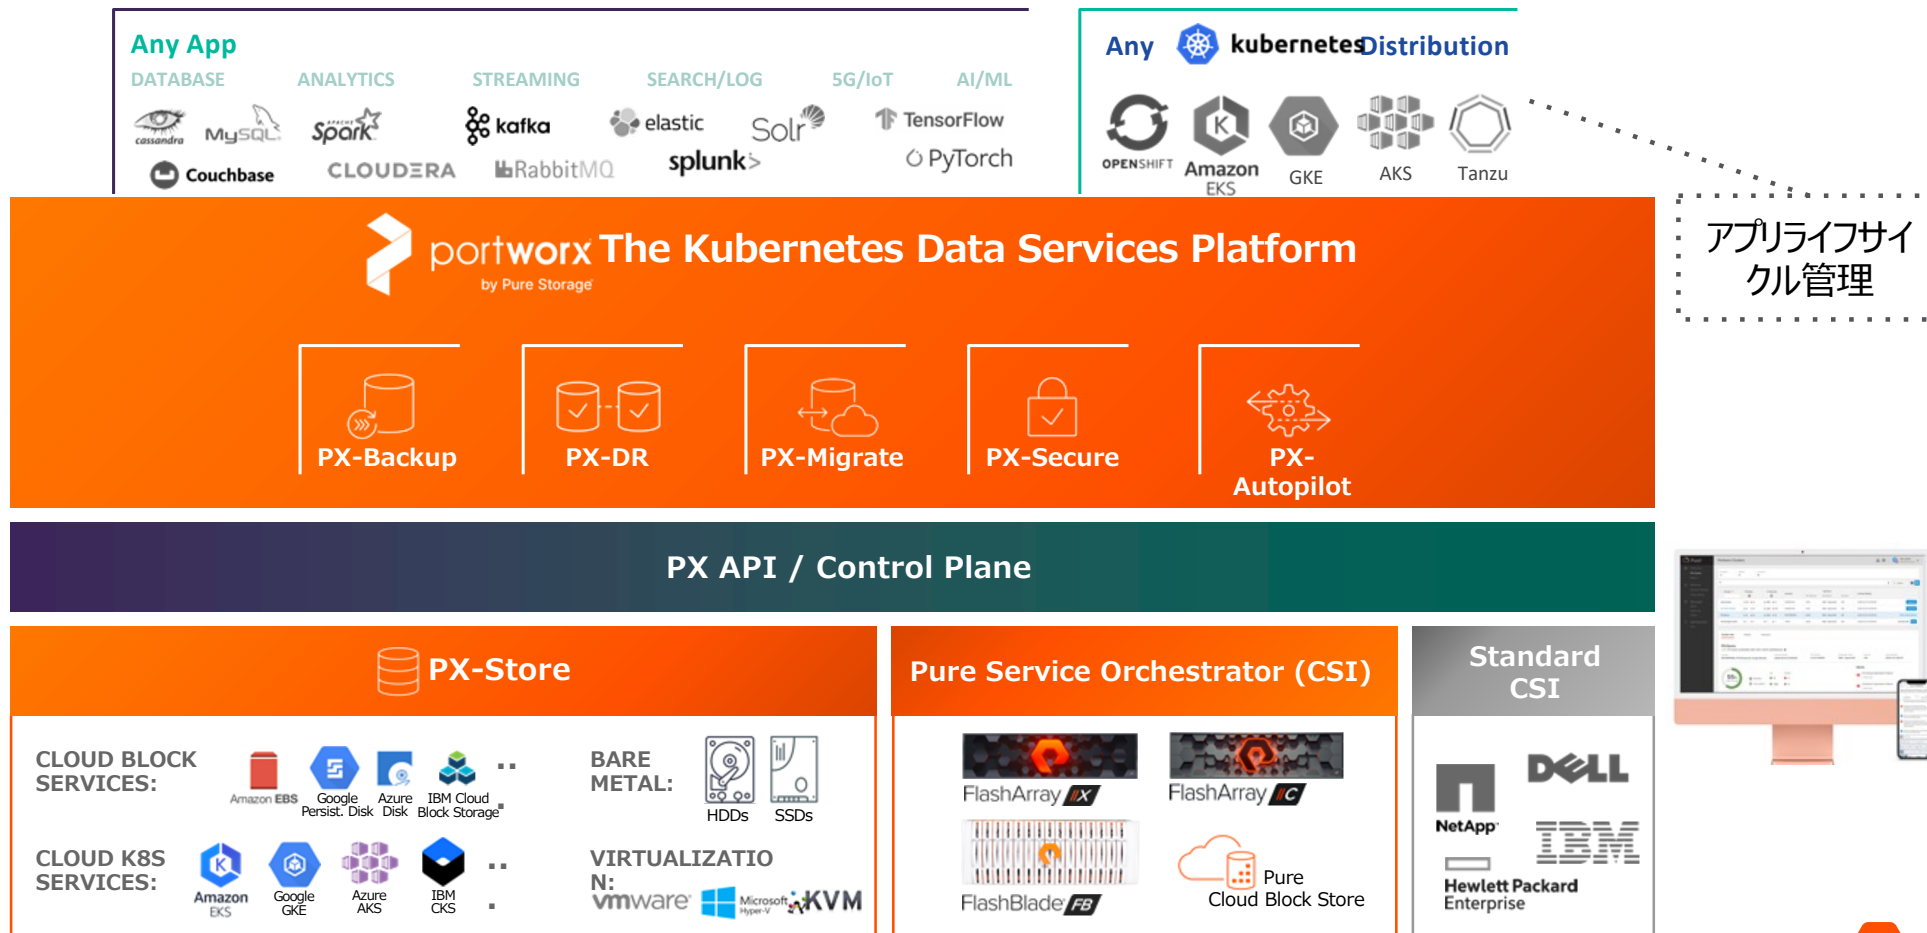 Any App
DATABASE ANALYTICS STREAMING SEARCH/LOG 5G/IoT AI/ML
cassandra MySQL APACHE Spark kafka elastic Solr TensorFlow
Couchbase CLOUDERA RabbitMQ splunk> PyTorch
Any kubernetes Distribution
OPENSHIFT Amazon EKS GKE AKS Tanzu
アプリライフサイ
クル管理
portworx The Kubernetes Data Services Platform
by Pure Storage
PX-Backup PX-DR PX-Migrate PX-Secure PX-
Autopilot
PX API / Control Plane
PX-Store
CLOUD BLOCK
SERVICES:
Amazon EBS
Google
Persist. Disk
Azure
Disk
IBM Cloud
Block Storage
...
BARE
METAL:
HDDs SSDs
CLOUD K8S
SERVICES:
Amazon
EKS
Google
GKE
Azure
AKS
IBM
CKS
...
VIRTUALIZATIO
N:
vmware Microsoft Hyper-V KVM
Pure Service Orchestrator (CSI)
FlashArray //X FlashArray //C
FlashBlade FB
Pure
Cloud Block Store
Standard
CSI
NetApp
DELL
IBM
Hewlett Packard
Enterprise